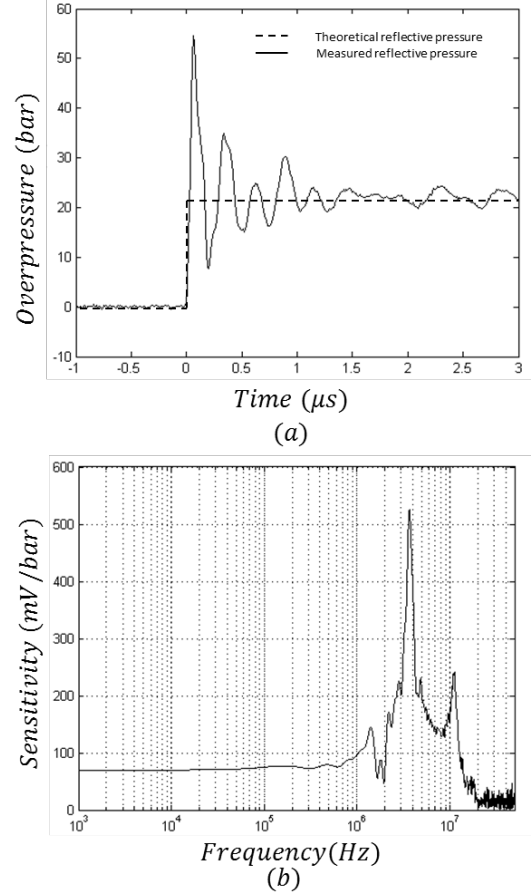 60
Theoretical reflective pressure
Measured reflective pressure
50
40
30
20
10
0
-10
Overpressure (bar)
-1 -0.5 0 0.5 1 1.5 2 2.5 3
Time (μs)
(a)
600
500
400
300
200
100
0
Sensitivity (mV/bar)
10³ 10⁴ 10⁵ 10⁶ 10⁷
Frequency(Hz)
(b)